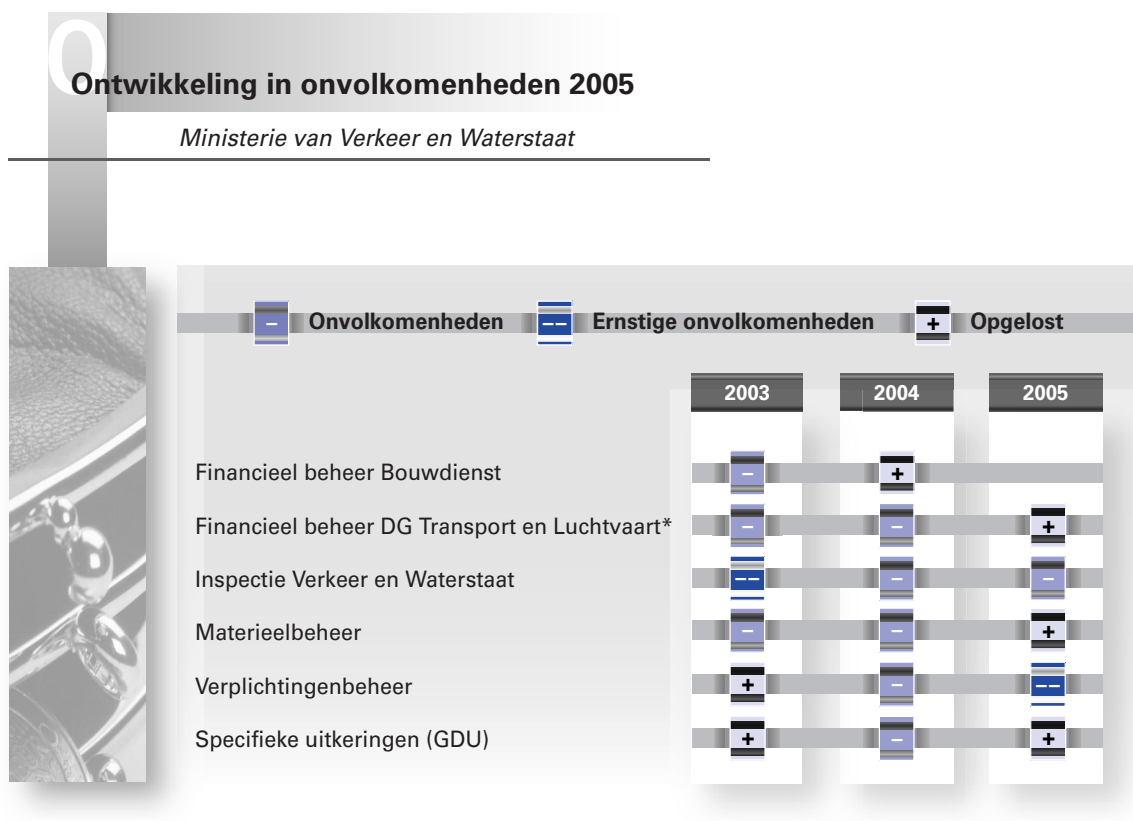 0
Ontwikkeling in onvolkomenheden 2005
Ministerie van Verkeer en Waterstaat
– Onvolkomenheden –– Ernstige onvolkomenheden + Opgelost
2003 2004 2005
Financieel beheer Bouwdienst – +
Financieel beheer DG Transport en Luchtvaart* – – +
Inspectie Verkeer en Waterstaat –– – –
Materieelbeheer – – +
Verplichtingenbeheer + – ––
Specifieke uitkeringen (GDU) + – +